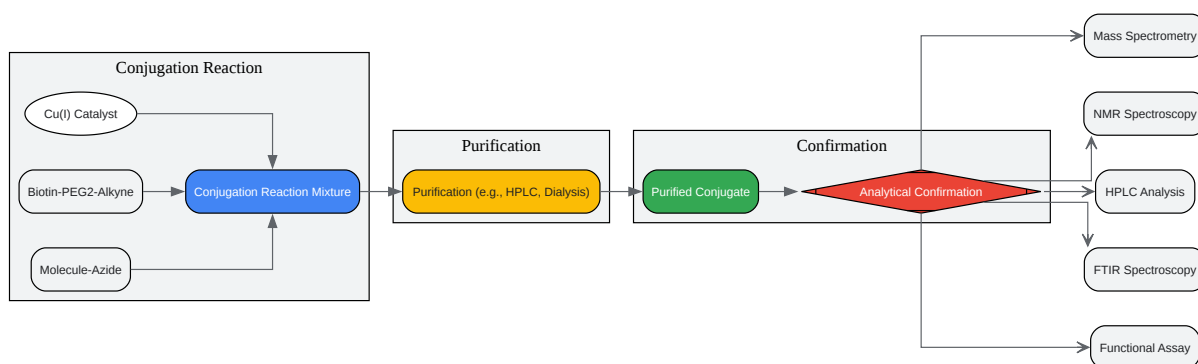 Conjugation Reaction
Cu(I) Catalyst
Biotin-PEG2-Alkyne
Conjugation Reaction Mixture
Molecule-Azide
Purification
Purification (e.g., HPLC, Dialysis)
Confirmation
Purified Conjugate
Analytical Confirmation
Mass Spectrometry
NMR Spectroscopy
HPLC Analysis
FTIR Spectroscopy
Functional Assay